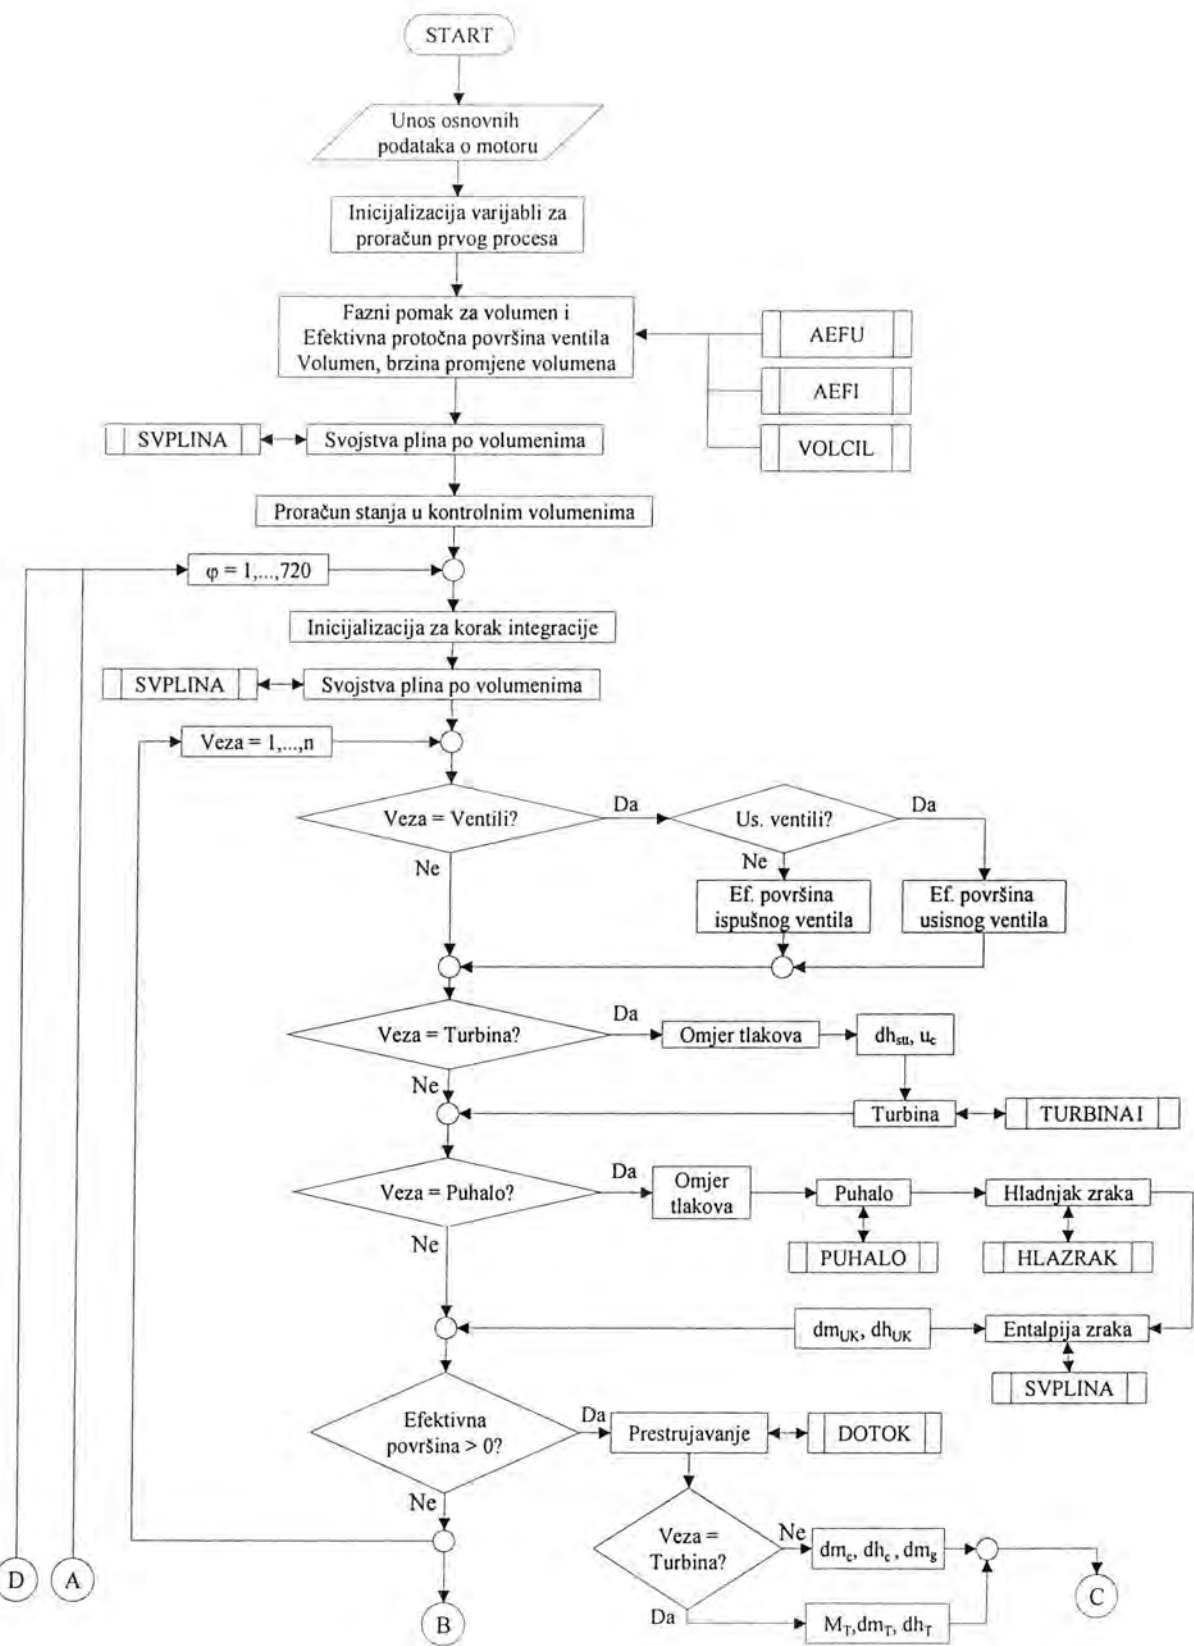 START
Unos osnovnih
podataka o motoru
Inicijalizacija varijabli za
proračun prvog procesa
Fazni pomak za volumen i
Efektivna protočna površina ventila
Volumen, brzina promjene volumena
AEFU
AEFI
VOLCIL
SVPLINA
Svojstva plina po volumenima
Proračun stanja u kontrolnim volumenima
φ = 1,...,720
Inicijalizacija za korak integracije
SVPLINA
Svojstva plina po volumenima
Veza = 1,...,n
Veza = Ventili?
Da
Us. ventili?
Da
Ne
Ne
Ef. površina
ispušnog ventila
Ef. površina
usisnog ventila
Veza = Turbina?
Da
Omjer tlakova
dh_su, u_c
Ne
Turbina
TURBINA1
Veza = Puhalo?
Da
Omjer
tlakova
Puhalo
Hladnjak zraka
Ne
PUHALO
HLAZRAK
dm_UK, dh_UK
Entalpija zraka
SVPLINA
Efektivna
površina > 0?
Da
Prestrujavanje
DOTOK
Ne
Veza =
Turbina?
Ne
dm_c, dh_c, dm_g
Da
M_T,dm_T, dh_T
D
A
B
C